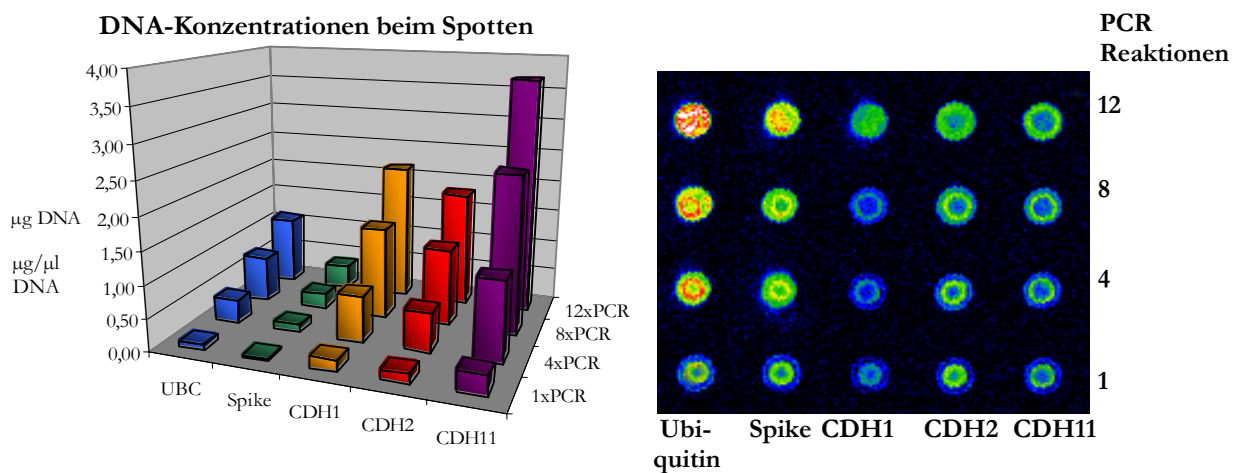 DNA-Konzentrationen beim Spotten
4,00
3,50
3,00
2,50
2,00
1,50
1,00
0,50
0,00
µg DNA
µg/µl
DNA
UBC
Spike
CDH1
CDH2
CDH11
12xPCR
8xPCR
4xPCR
1xPCR
PCR
Reaktionen
12
8
4
1
Ubi-
quitin
Spike
CDH1
CDH2
CDH11